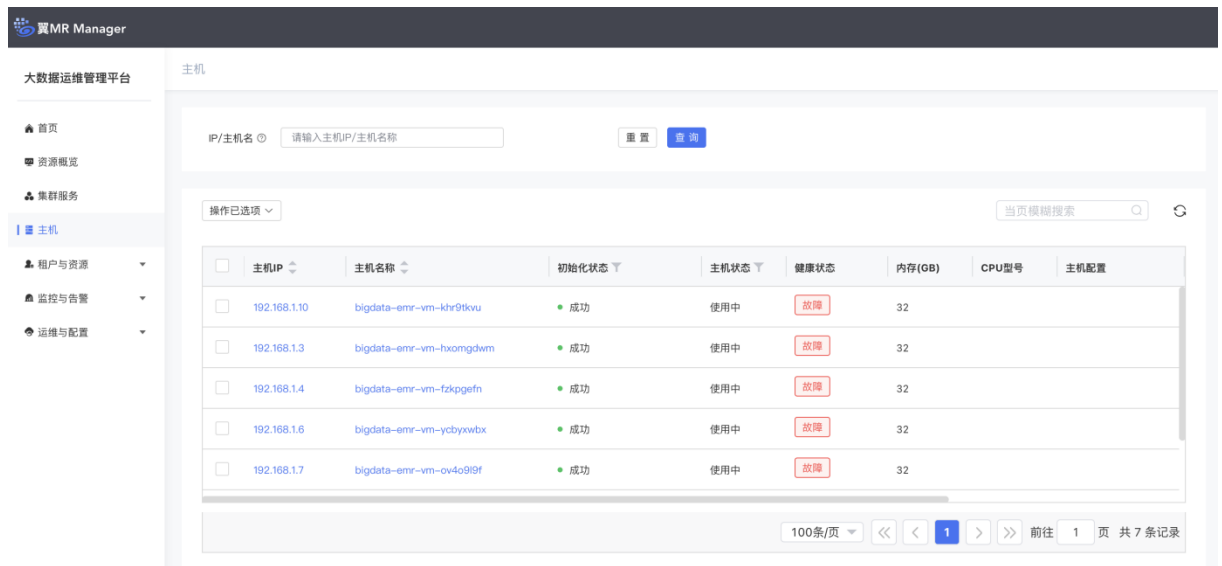 翼MR Manager
大数据运维管理平台
主机
首页
资源概览
集群服务
主机
租户与资源
监控与告警
运维与配置
IP/主机名 请输入主机IP/主机名称 重置 查询
操作已选项 当页模糊搜索
主机IP 主机名称 初始化状态 主机状态 健康状态 内存(GB) CPU型号 主机配置
192.168.1.10 bigdata-emr-vm-khr9tkvu 成功 使用中 故障 32
192.168.1.3 bigdata-emr-vm-hxomgdwm 成功 使用中 故障 32
192.168.1.4 bigdata-emr-vm-fzkpgefn 成功 使用中 故障 32
192.168.1.6 bigdata-emr-vm-ycbyxwbx 成功 使用中 故障 32
192.168.1.7 bigdata-emr-vm-ov4o9l9f 成功 使用中 故障 32
100条/页 1 前往 1 页 共 7 条记录